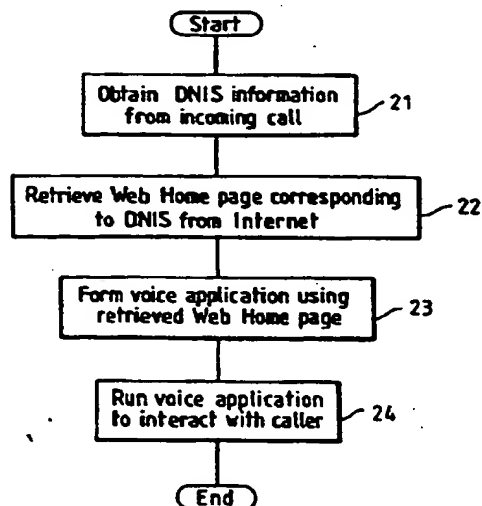 Start
Obtain DNIS information
from incoming call
21
Retrieve Web Home page corresponding
to DNIS from Internet
22
Form voice application using
retrieved Web Home page
23
Run voice application
to interact with caller
24
End